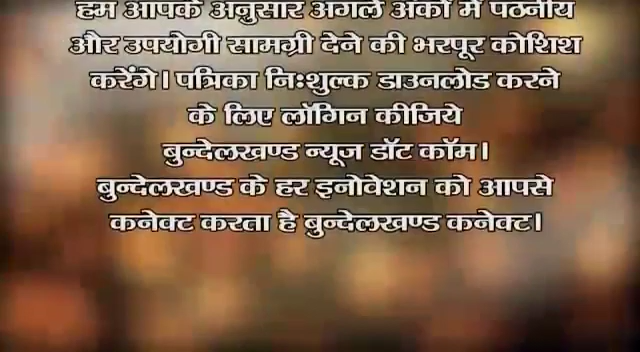 हम आपके अनुसार अगले अंकों में पठनीय
और उपयोगी सामग्री देने की भरपूर कोशिश
करेंगे। पत्रिका निःशुल्क डाउनलोड करने
के लिए लॉगिन कीजिये
बुन्देलखण्ड न्यूज डॉट कॉम।
बुन्देलखण्ड के हर इनोवेशन को आपसे
कनेक्ट करता है बुन्देलखण्ड कनेक्ट।